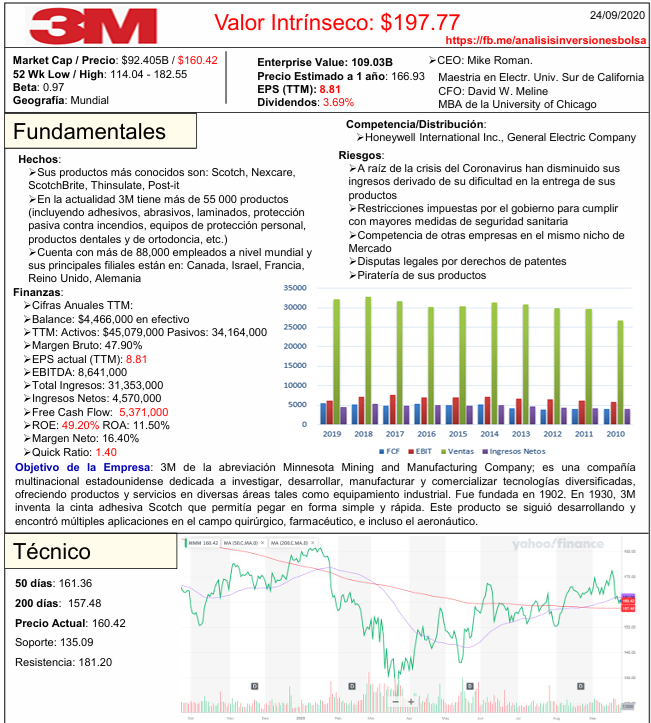 3M
Valor Intrínseco: $197.77
24/09/2020
https://fb.me/analisisinversionesbolsa
Market Cap / Precio: $92.405B / $160.42
52 Wk Low / High: 114.04 - 182.55
Beta: 0.97
Geografía: Mundial
Enterprise Value: 109.03B
Precio Estimado a 1 año: 166.93
EPS (TTM): 8.81
Dividendos: 3.69%
➢CEO: Mike Roman.
Maestria en Electr. Univ. Sur de California
CFO: David W. Meline
MBA de la University of Chicago
Fundamentales
Hechos:
➢Sus productos más conocidos son: Scotch, Nexcare,
ScotchBrite, Thinsulate, Post-it
➢En la actualidad 3M tiene más de 55 000 productos
(incluyendo adhesivos, abrasivos, laminados, protección
pasiva contra incendios, equipos de protección personal,
productos dentales y de ortodoncia, etc.)
➢Cuenta con más de 88,000 empleados a nivel mundial y
sus principales filiales están en: Canada, Israel, Francia,
Reino Unido, Alemania
Competencia/Distribución:
➢Honeywell International Inc., General Electric Company
Riesgos:
➢A raíz de la crisis del Coronavirus han disminuido sus
ingresos derivado de su dificultad en la entrega de sus
productos
➢Restricciones impuestas por el gobierno para cumplir
con mayores medidas de seguridad sanitaria
➢Competencia de otras empresas en el mismo nicho de
Mercado
➢Disputas legales por derechos de patentes
➢Piratería de sus productos
Finanzas:
➢Cifras Anuales TTM:
➢Balance: $4,466,000 en efectivo
➢TTM: Activos: $45,079,000 Pasivos: 34,164,000
➢Margen Bruto: 47.90%
➢EPS actual (TTM): 8.81
➢EBITDA: 8,641,000
➢Total Ingresos: 31,353,000
➢Ingresos Netos: 4,570,000
➢Free Cash Flow: 5,371,000
➢ROE: 49.20% ROA: 11.50%
➢Margen Neto: 16.40%
➢Quick Ratio: 1.40
35000
30000
25000
20000
15000
10000
5000
0
2019 2018 2017 2016 2015 2014 2013 2012 2011 2010
FCF EBIT Ventas Ingresos Netos
Objetivo de la Empresa: 3M de la abreviación Minnesota Mining and Manufacturing Company; es una compañía
multinacional estadounidense dedicada a investigar, desarrollar, manufacturar y comercializar tecnologías diversificadas,
ofreciendo productos y servicios en diversas áreas tales como equipamiento industrial. Fue fundada en 1902. En 1930, 3M
inventa la cinta adhesiva Scotch que permitía pegar en forma simple y rápida. Este producto se siguió desarrollando y
encontró múltiples aplicaciones en el campo quirúrgico, farmacéutico, e incluso el aeronáutico.
Técnico
50 días: 161.36
200 días: 157.48
Precio Actual: 160.42
Soporte: 135.09
Resistencia: 181.20
MMM 160.42 MA (50,C,MA,0) MA (200,C,MA,0)
yahoo!finance
D D D D